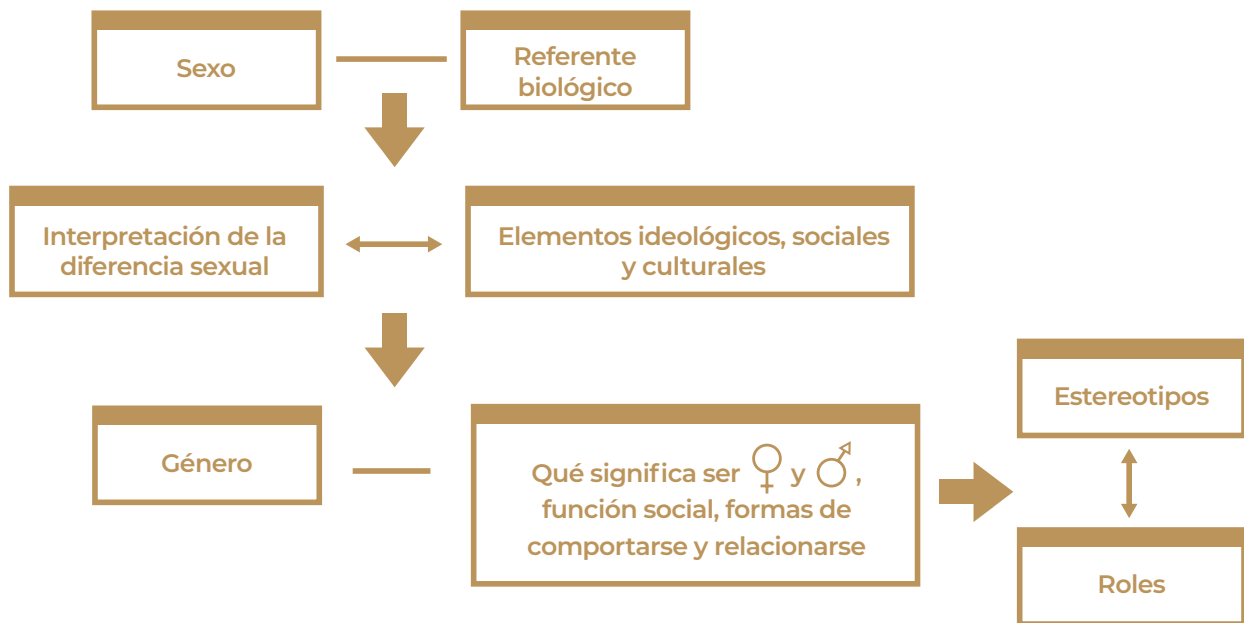 Sexo
Referente
biológico
Interpretación de la
diferencia sexual
Elementos ideológicos, sociales
y culturales
Género
Qué significa ser ♀ y ♂,
función social, formas de
comportarse y relacionarse
Estereotipos
Roles